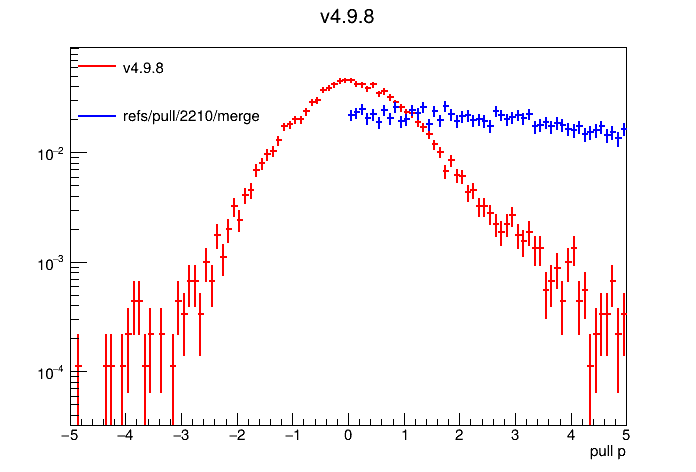 v4.9.8
v4.9.8
refs/pull/2210/merge
10⁻²
10⁻³
10⁻⁴
−5 −4 −3 −2 −1 0 1 2 3 4 5
pull p